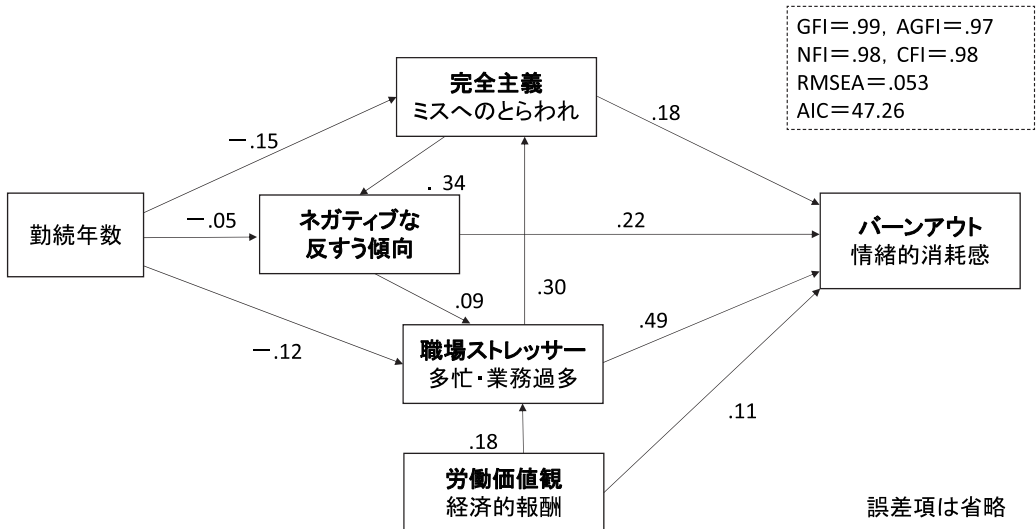 GFI=.99, AGFI=.97
NFI=.98, CFI=.98
RMSEA=.053
AIC=47.26
完全主義
ミスへのとらわれ
.18
－.15
. 34
勤続年数
－.05
ネガティブな
反すう傾向
.22
バーンアウト
情緒的消耗感
.09
.30
.49
－.12
職場ストレッサー
多忙・業務過多
.11
.18
労働価値観
経済的報酬
誤差項は省略